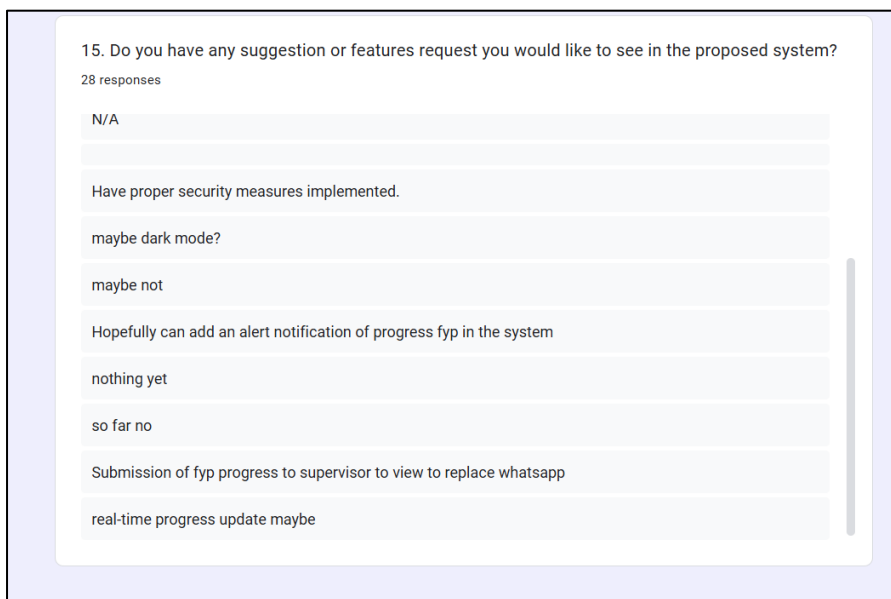 15. Do you have any suggestion or features request you would like to see in the proposed system?
28 responses
N/A
Have proper security measures implemented.
maybe dark mode?
maybe not
Hopefully can add an alert notification of progress fyp in the system
nothing yet
so far no
Submission of fyp progress to supervisor to view to replace whatsapp
real-time progress update maybe